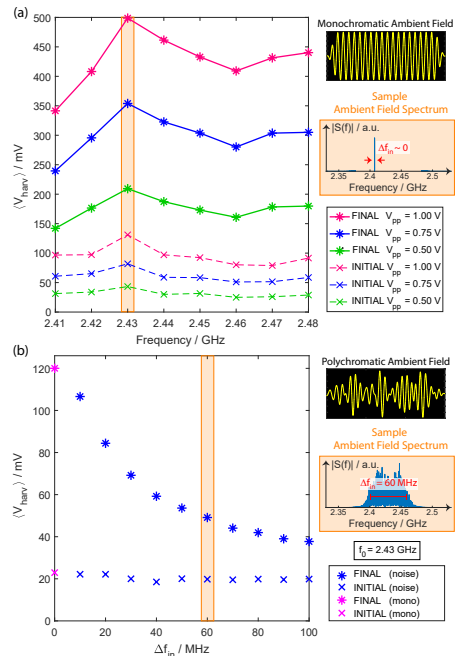 (a)
500
450
400
350
300
250
200
150
100
50
0
⟨V_harv⟩ / mV
2.41 2.42 2.43 2.44 2.45 2.46 2.47 2.48
Frequency / GHz
Monochromatic Ambient Field
Sample
Ambient Field Spectrum
|S(f)| / a.u.
Δf_in ~ 0
2.35 2.4 2.45 2.5
Frequency / GHz
FINAL V_pp = 1.00 V
FINAL V_pp = 0.75 V
FINAL V_pp = 0.50 V
INITIAL V_pp = 1.00 V
INITIAL V_pp = 0.75 V
INITIAL V_pp = 0.50 V
(b)
120
100
80
60
40
20
0
⟨V_harv⟩ / mV
0 20 40 60 80 100
Δf_in / MHz
Polychromatic Ambient Field
Sample
Ambient Field Spectrum
|S(f)| / a.u.
Δf_in = 60 MHz
2.35 2.4 2.45 2.5
Frequency / GHz
f_0 = 2.43 GHz
FINAL (noise)
INITIAL (noise)
FINAL (mono)
INITIAL (mono)